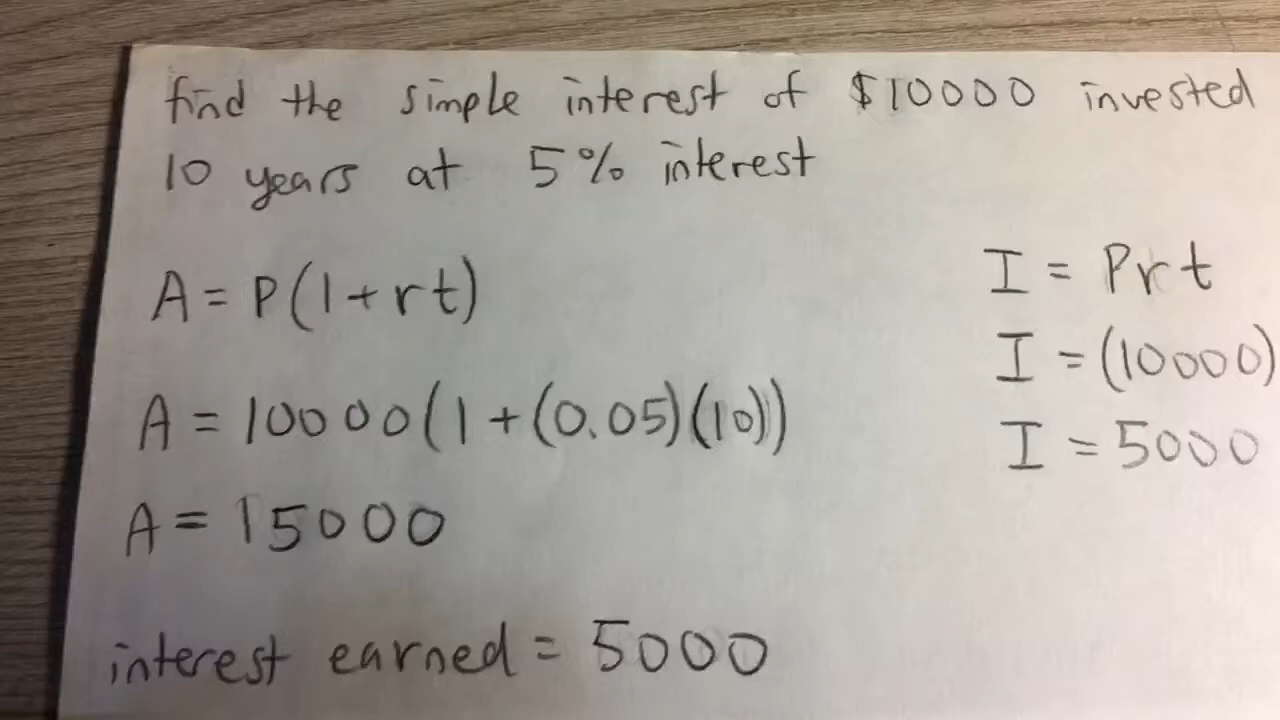 find the simple interest of $10000 invested
10 years at 5% interest
A = P(1+rt)
A = 10000(1+(0.05)(10))
A = 15000
interest earned = 5000
I = Prt
I = (10000)
I = 5000